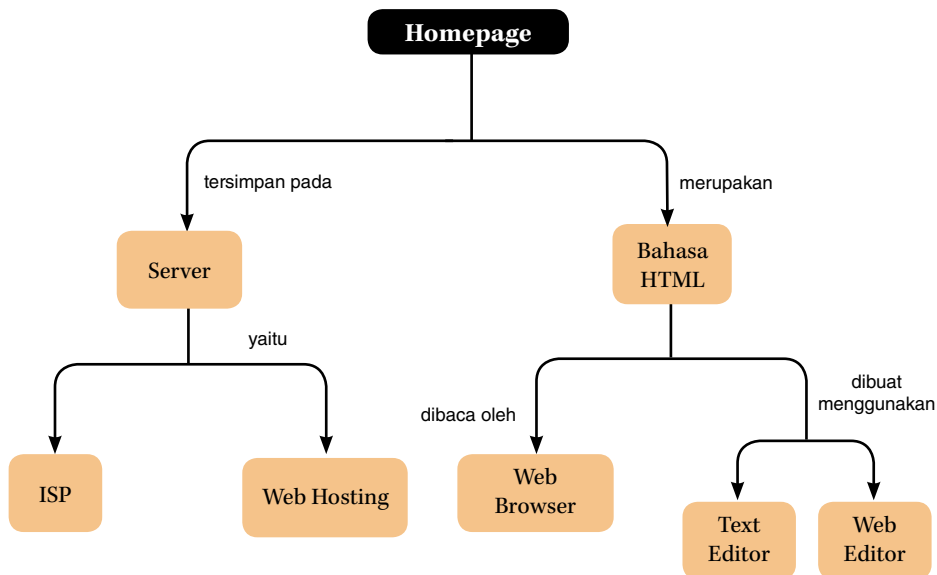 Homepage
tersimpan pada
merupakan
Server
Bahasa
HTML
yaitu
dibaca oleh
dibuat
menggunakan
ISP
Web Hosting
Web
Browser
Text
Editor
Web
Editor